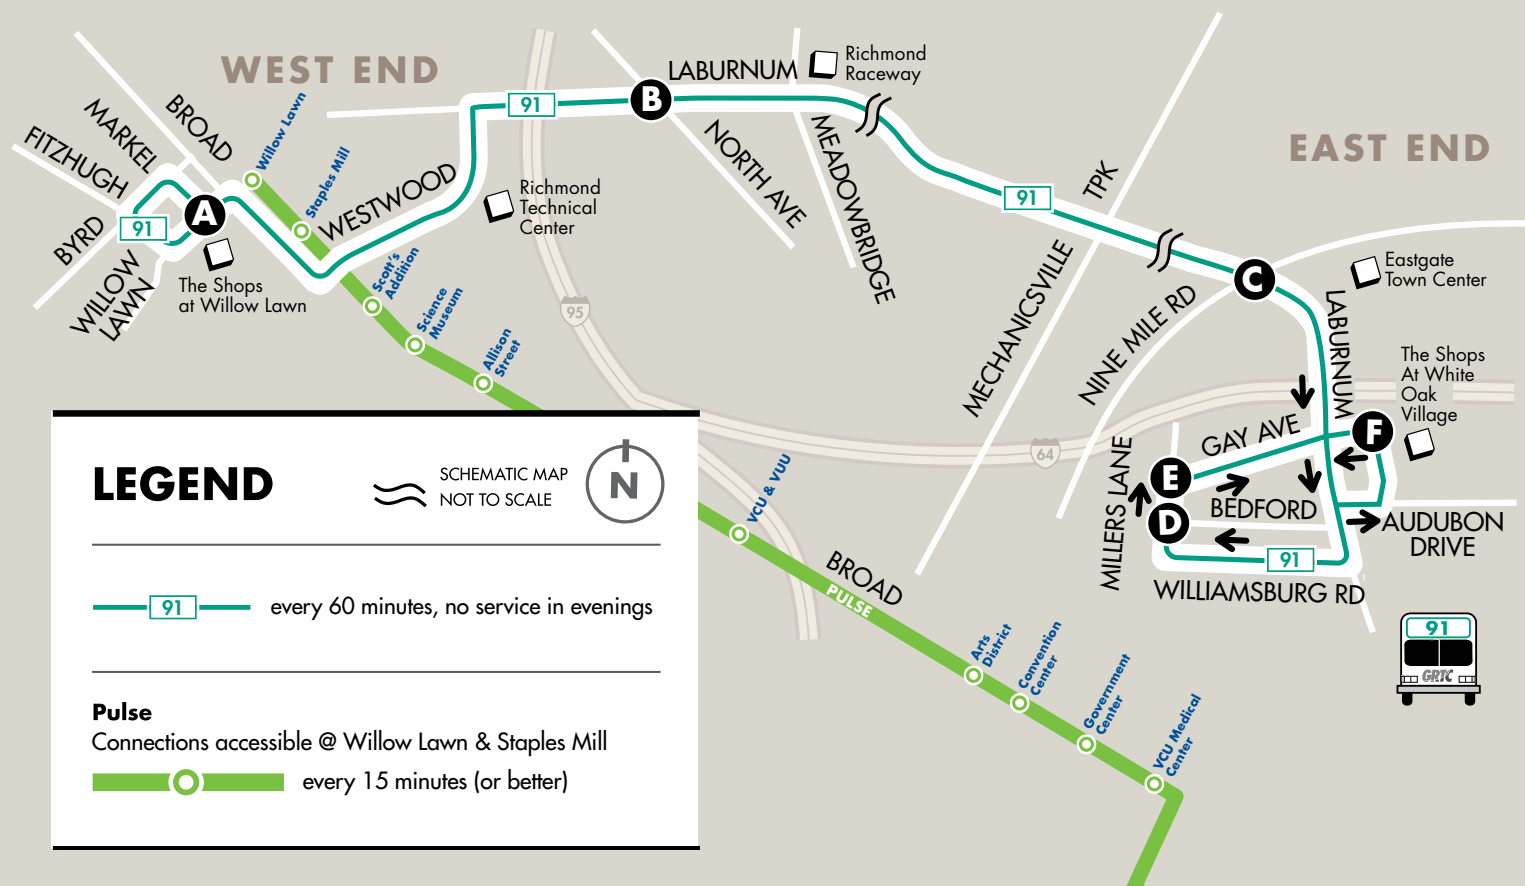 WEST END
EAST END
BROAD
MARKEL
FITZHUGH
BYRD
WILLOW
LAWN
91
A
The Shops
at Willow Lawn
Willow Lawn
Staples Mill
WESTWOOD
Scott's
Addition
Science
Museum
Allison
Street
91
Richmond
Technical
Center
95
B
LABURNUM
Richmond
Raceway
NORTH AVE
MEADOWBRIDGE
91
TPK
MECHANICSVILLE
NINE MILE RD
C
Eastgate
Town Center
LABURNUM
The Shops
At White
Oak
Village
F
GAY AVE
E
BEDFORD
D
MILLERS LANE
91
AUDUBON
DRIVE
WILLIAMSBURG RD
64
91
GRTC
VCU & VUU
BROAD
PULSE
Arts
District
Convention
Center
Government
Center
VCU Medical
Center
LEGEND
SCHEMATIC MAP
NOT TO SCALE
N
91
every 60 minutes, no service in evenings
Pulse
Connections accessible @ Willow Lawn & Staples Mill
every 15 minutes (or better)